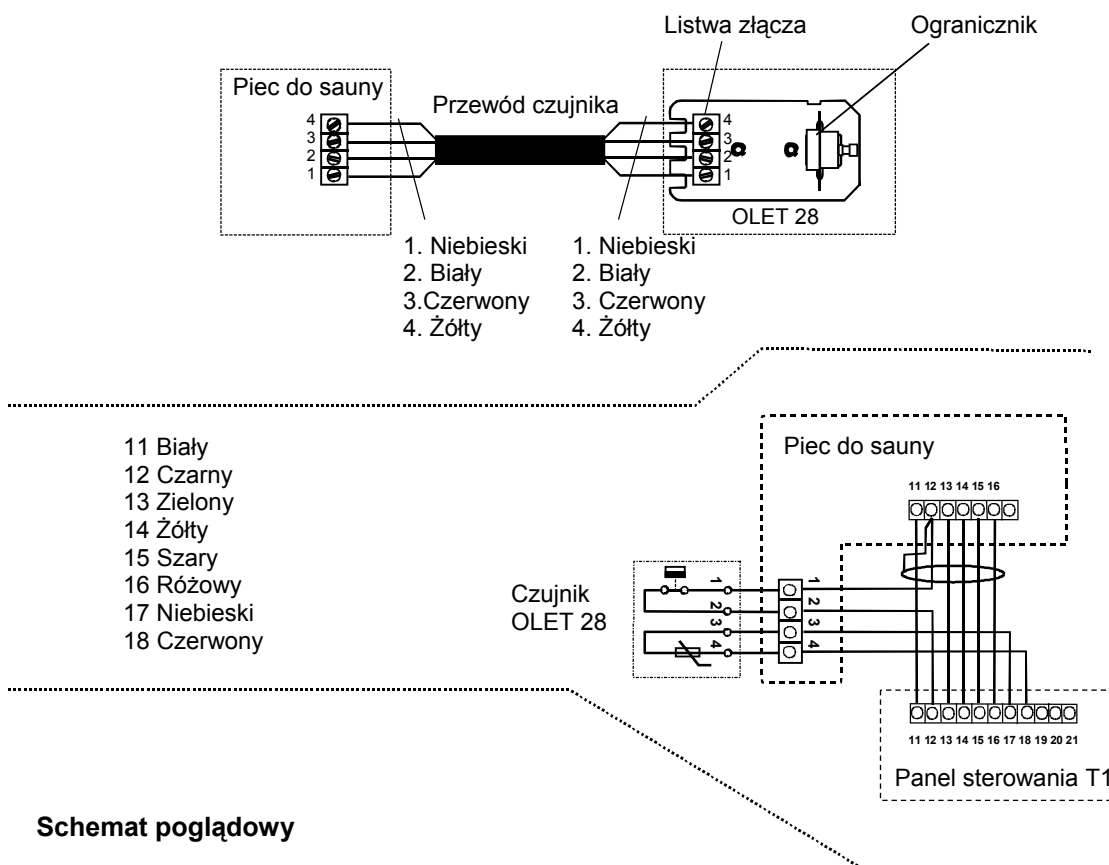 Listwa złącza
Ogranicznik
Piec do sauny
Przewód czujnika
4
3
2
1
4
3
2
1
OLET 28
1. Niebieski
2. Biały
3.Czerwony
4. Żółty
1. Niebieski
2. Biały
3. Czerwony
4. Żółty
11 Biały
12 Czarny
13 Zielony
14 Żółty
15 Szary
16 Różowy
17 Niebieski
18 Czerwony
Piec do sauny
11 12 13 14 15 16
Czujnik
OLET 28
1
2
3
4
1
2
3
4
11 12 13 14 15 16 17 18 19 20 21
Panel sterowania T1
Schemat poglądowy